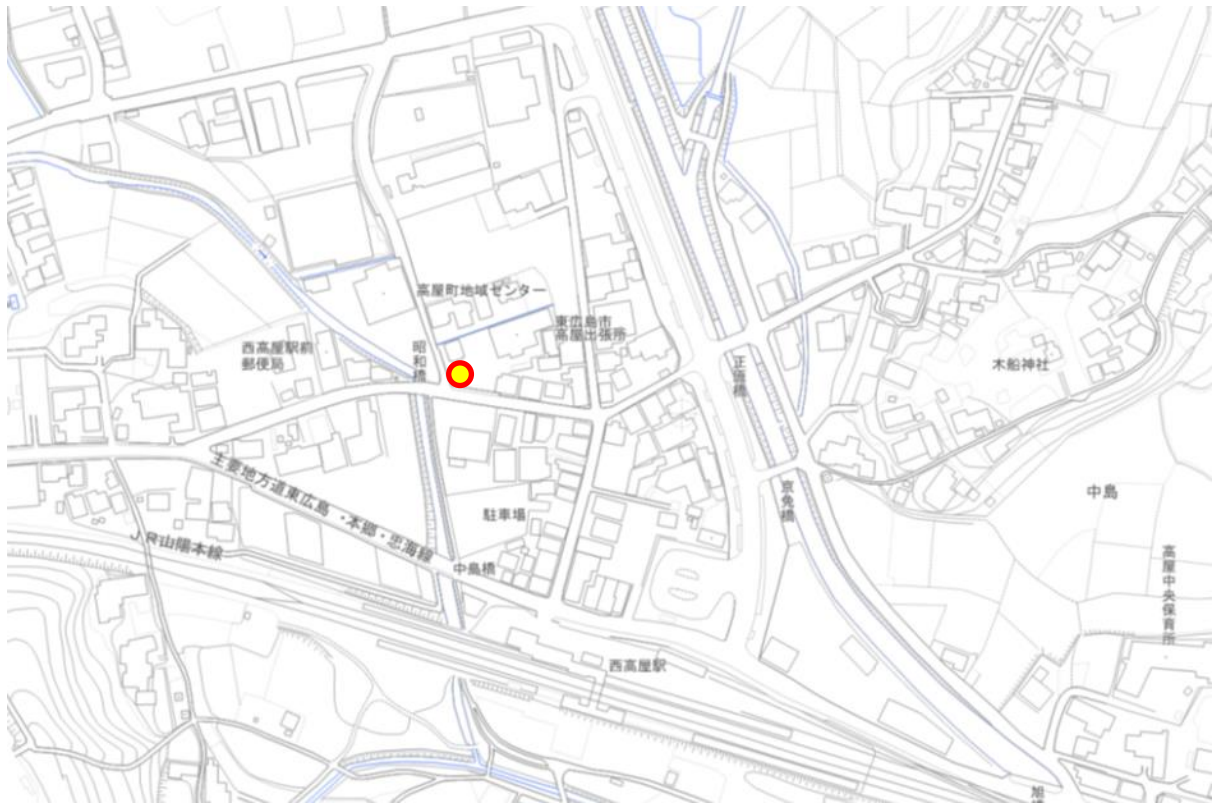 高屋町地域センター
東広島市
高屋出張所
昭和橋
西高屋駅前
郵便局
木船神社
主要地方道東広島・本郷・忠海線
駐車場
京免橋
中島
JR山陽本線
中島橋
高屋中央保育所
西高屋駅